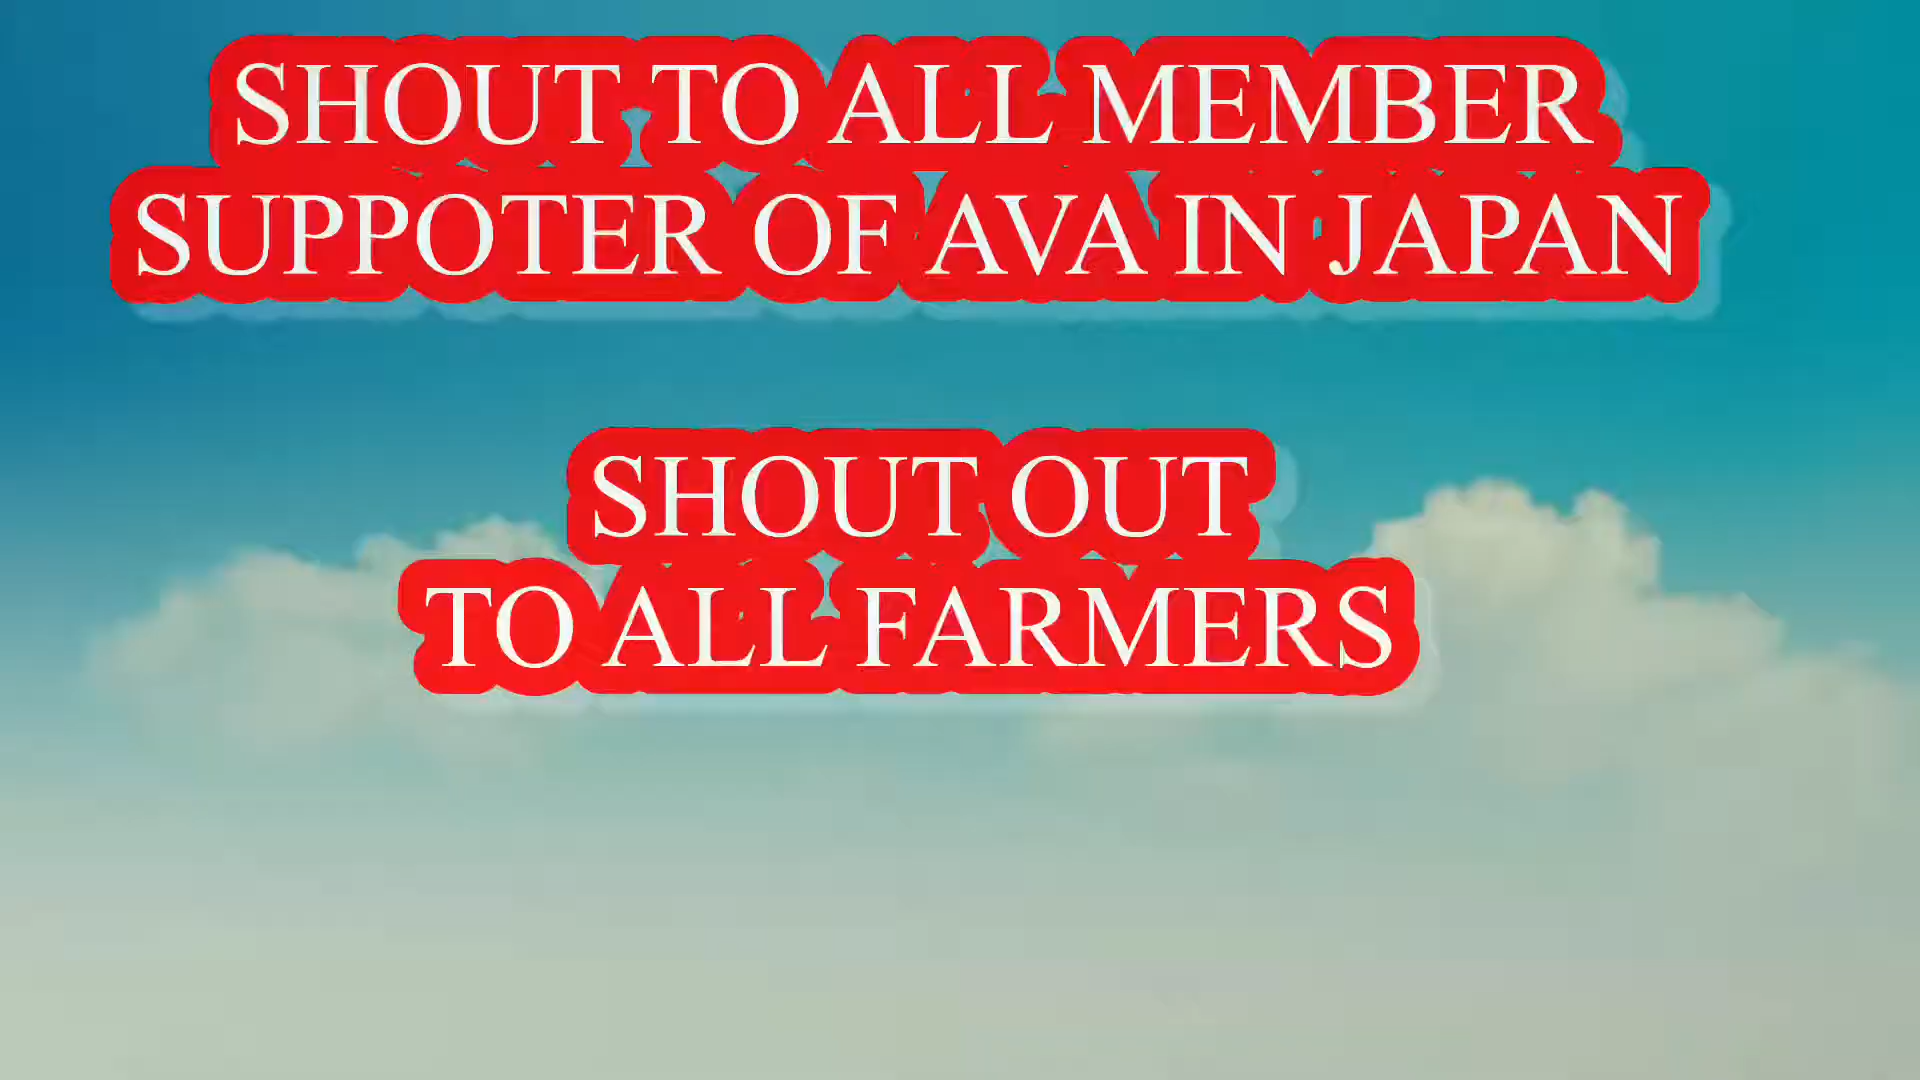 SHOUT TO ALL MEMBER
SUPPOTER OF AVA IN JAPAN
SHOUT OUT
TO ALL FARMERS